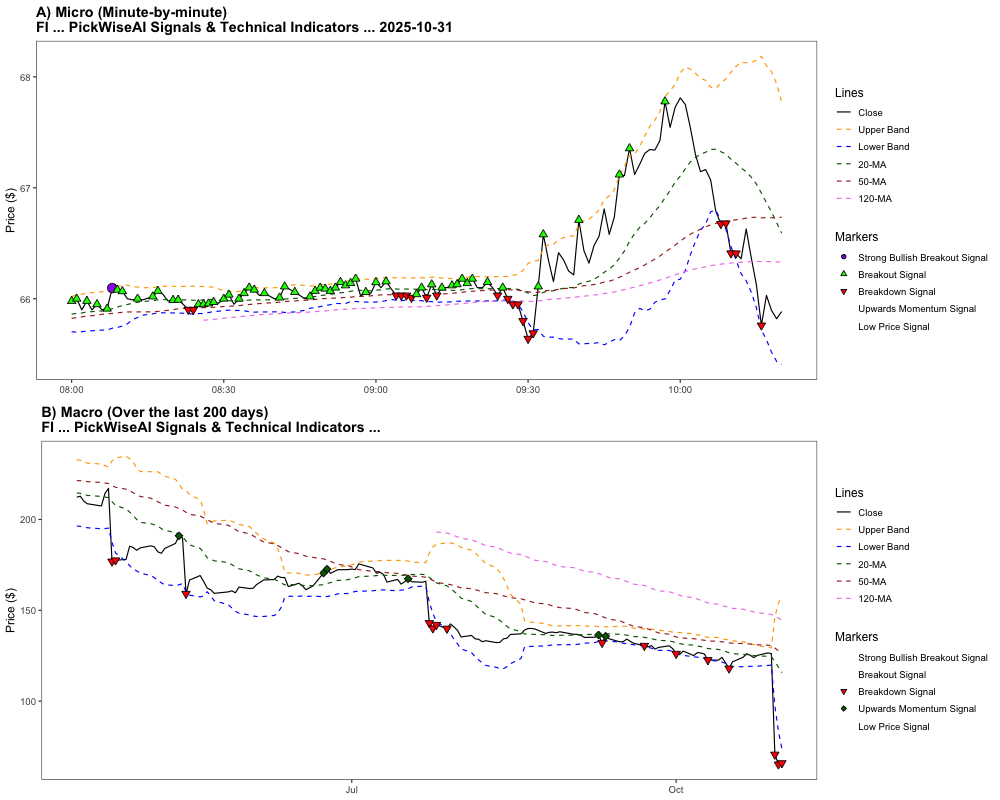 A) Micro (Minute-by-minute)
FI ... PickWiseAI Signals & Technical Indicators ... 2025-10-31
Price ($)
68
67
66
08:00
08:30
09:00
09:30
10:00
Lines
Close
Upper Band
Lower Band
20-MA
50-MA
120-MA
Markers
Strong Bullish Breakout Signal
Breakout Signal
Breakdown Signal
Upwards Momentum Signal
Low Price Signal
B) Macro (Over the last 200 days)
FI ... PickWiseAI Signals & Technical Indicators ...
Price ($)
200
150
100
Jul
Oct
Lines
Close
Upper Band
Lower Band
20-MA
50-MA
120-MA
Markers
Strong Bullish Breakout Signal
Breakout Signal
Breakdown Signal
Upwards Momentum Signal
Low Price Signal